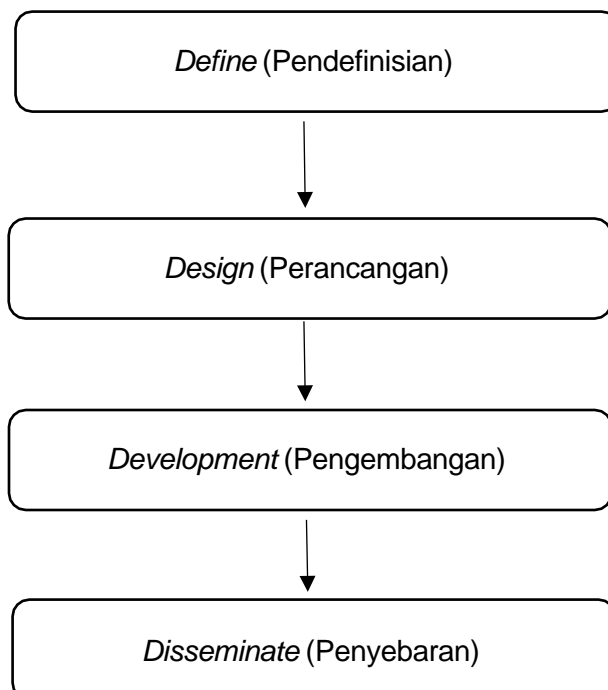 Define (Pendefinisian)
Design (Perancangan)
Development (Pengembangan)
Disseminate (Penyebaran)